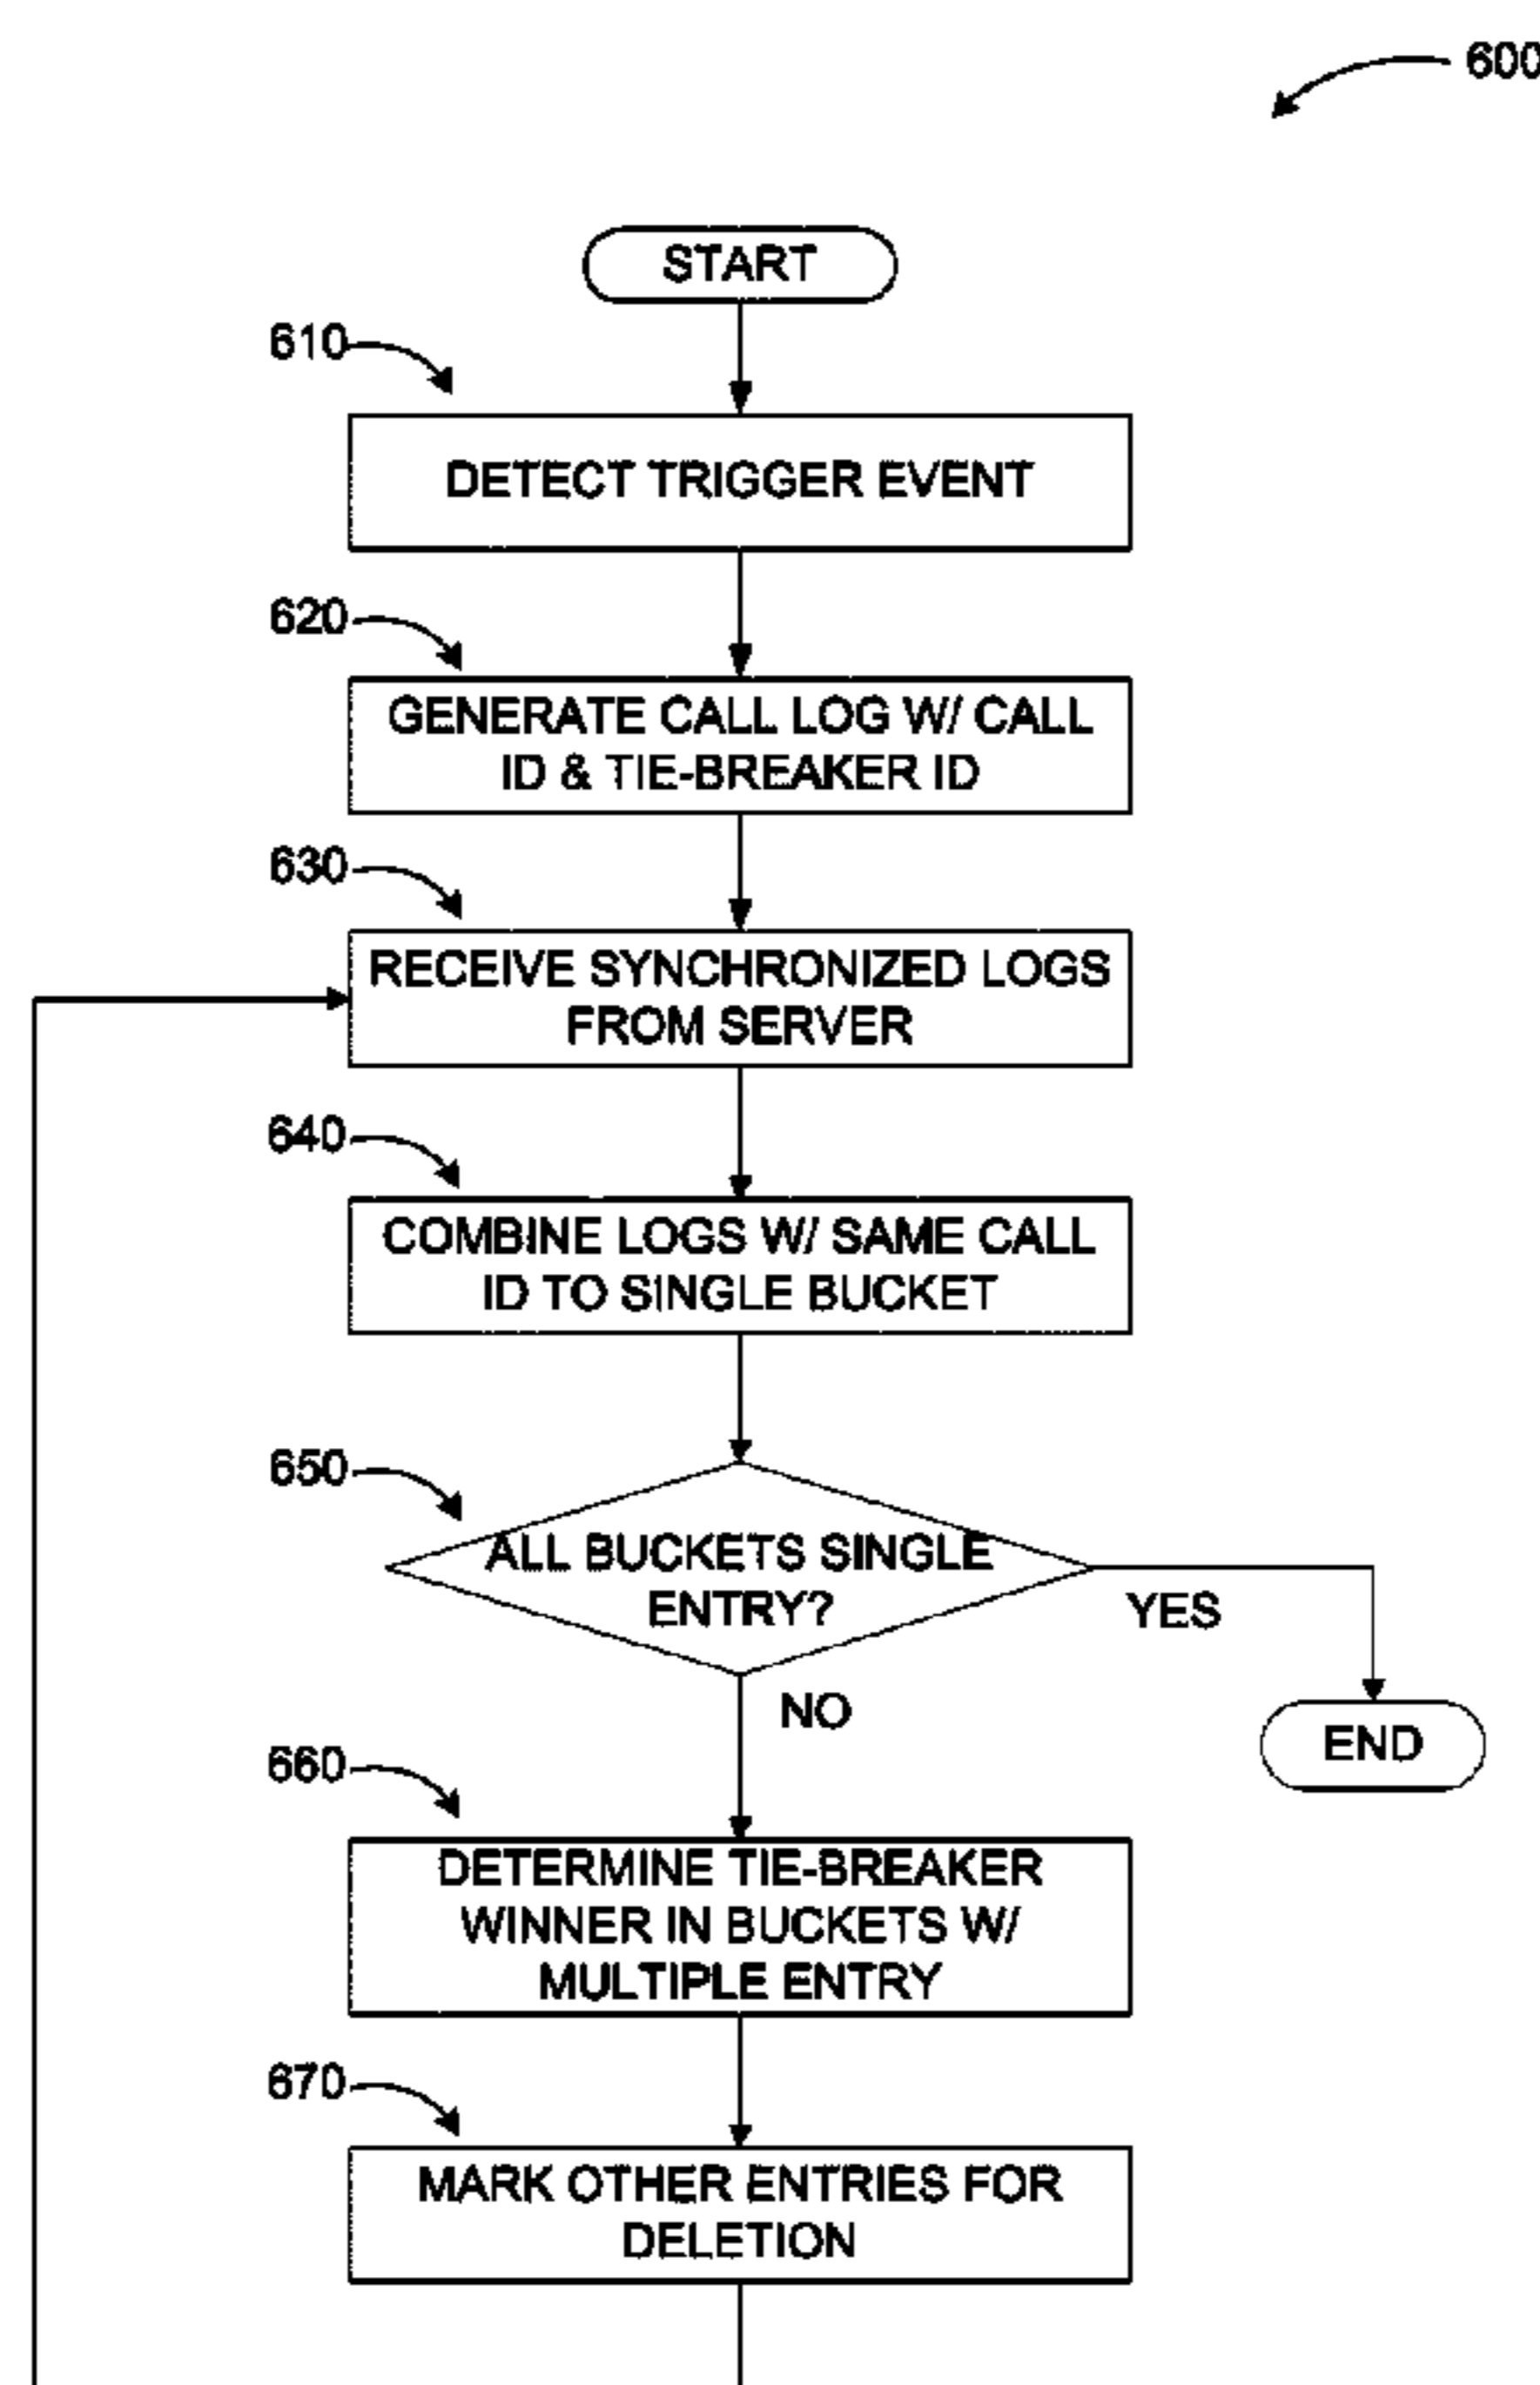 600
START
610
DETECT TRIGGER EVENT
620
GENERATE CALL LOG W/ CALL
ID & TIE-BREAKER ID
630
RECEIVE SYNCHRONIZED LOGS
FROM SERVER
640
COMBINE LOGS W/ SAME CALL
ID TO SINGLE BUCKET
650
ALL BUCKETS SINGLE
ENTRY?
YES
NO
END
660
DETERMINE TIE-BREAKER
WINNER IN BUCKETS W/
MULTIPLE ENTRY
670
MARK OTHER ENTRIES FOR
DELETION